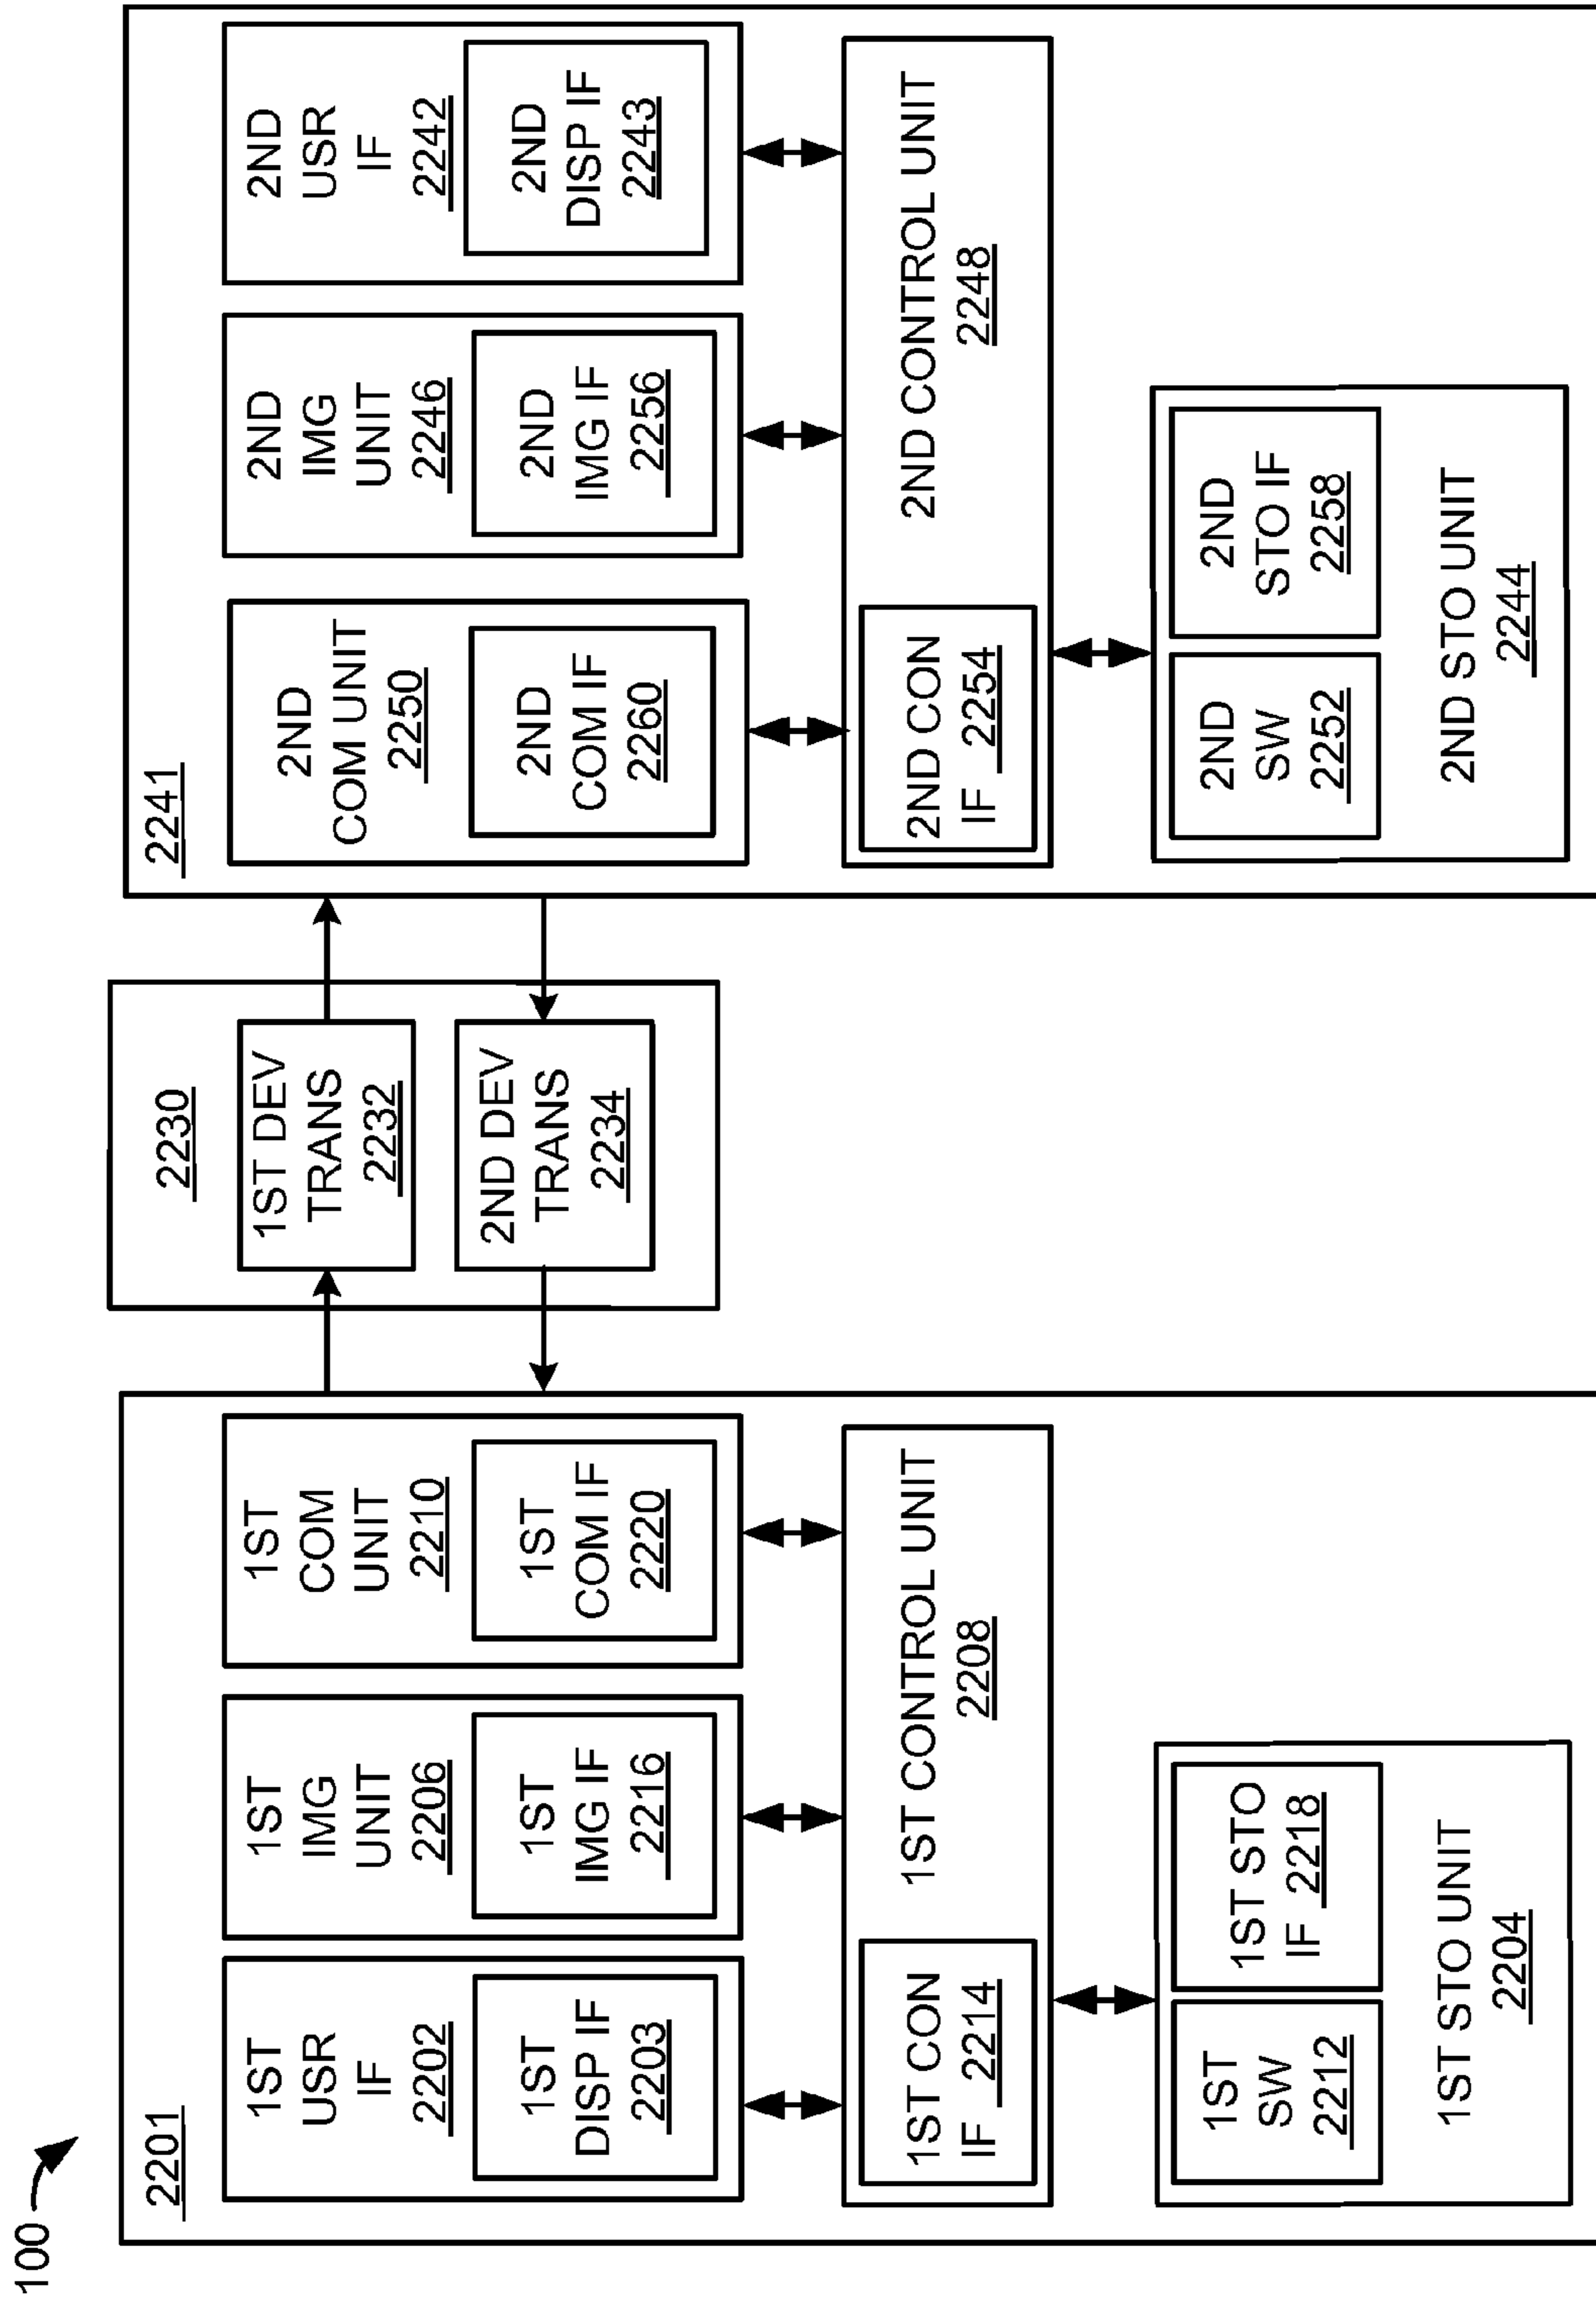 100
2201
1ST
USR
IF
2202
1ST
DISP IF
2203
1ST
IMG
UNIT
2206
1ST
IMG IF
2216
1ST
COM
UNIT
2210
1ST
COM IF
2220
1ST CONTROL UNIT
2208
1ST CON
IF 2214
1ST
SW
2212
1ST STO
IF 2218
1ST STO UNIT
2204
2230
1ST DEV
TRANS
2232
2ND DEV
TRANS
2234
2241
2ND
COM UNIT
2250
2ND
COM IF
2260
2ND
IMG
UNIT
2246
2ND
IMG IF
2256
2ND
USR
IF
2242
2ND
DISP IF
2243
2ND CONTROL UNIT
2248
2ND CON
IF 2254
2ND
SW
2252
2ND
STO IF
2258
2ND STO UNIT
2244